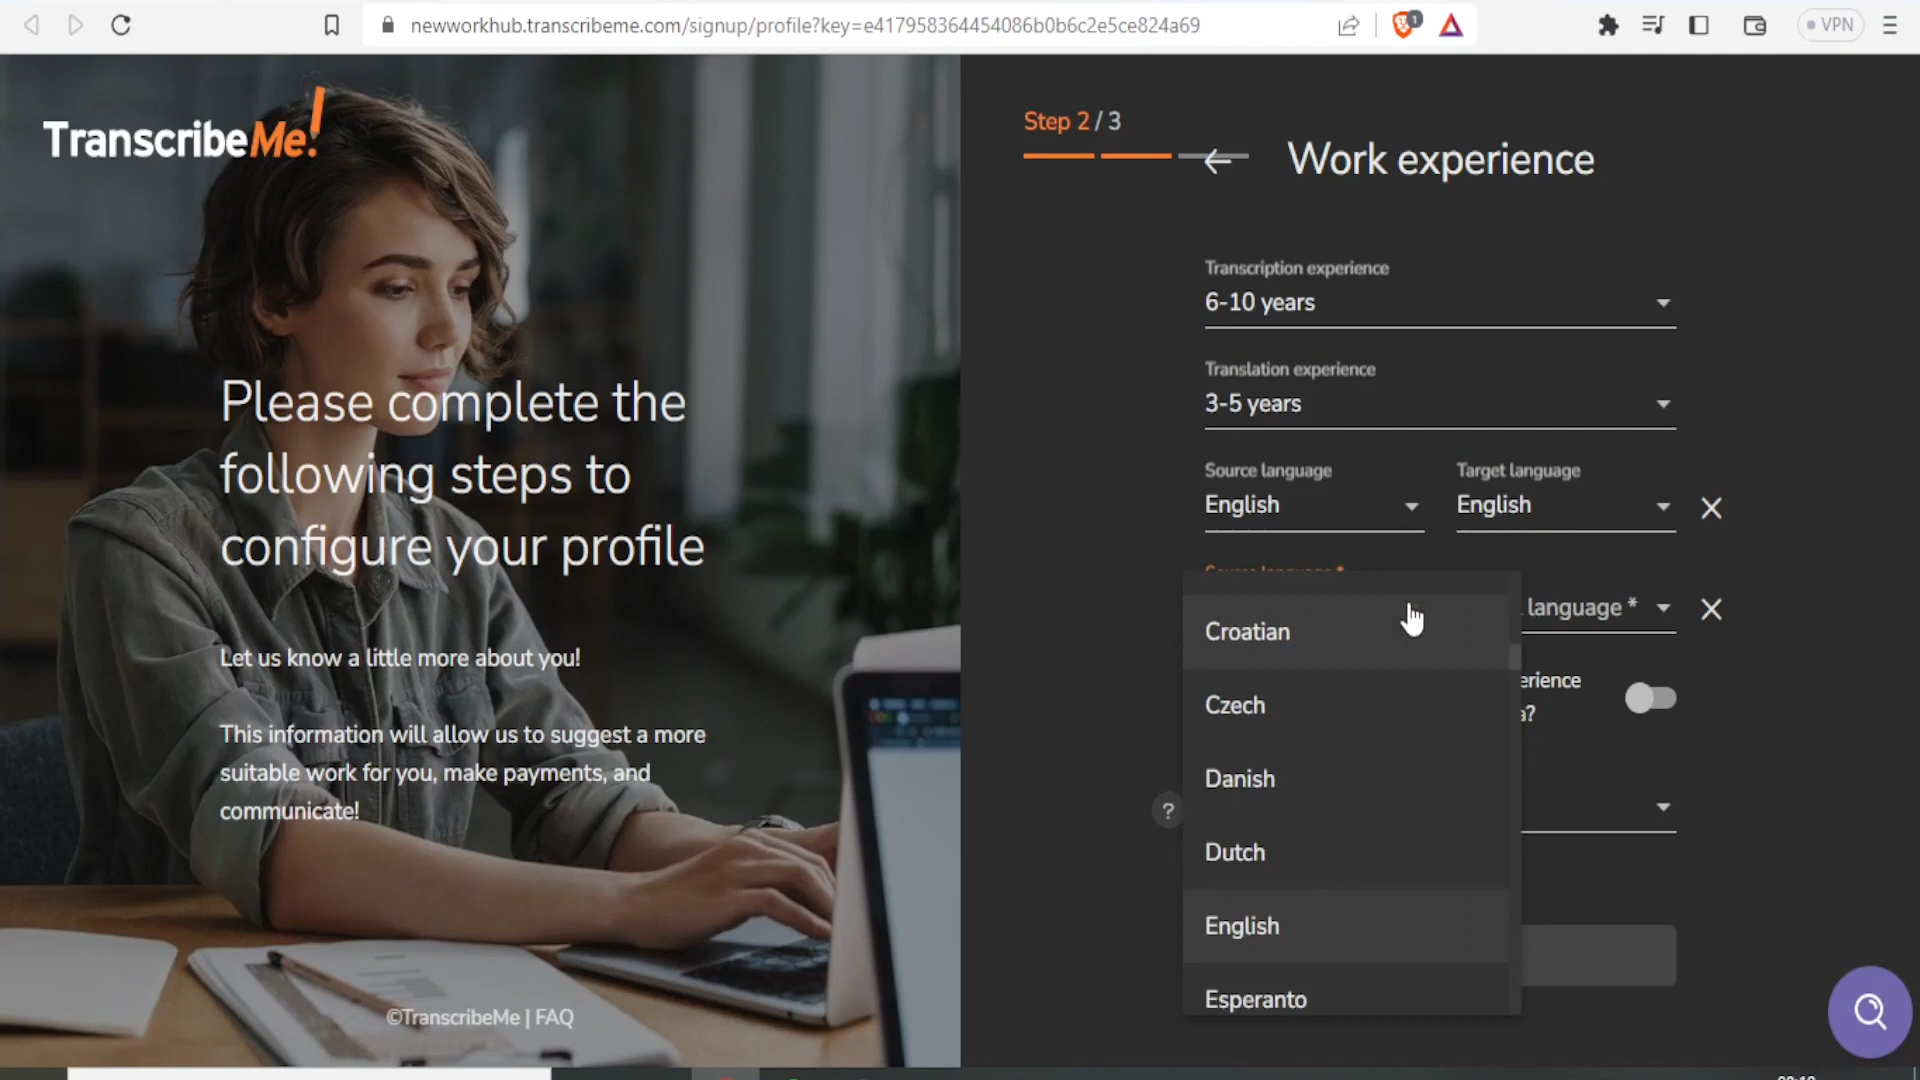 newworkhub.transcribeme.com/signup/profile?key=e417958364454086b0b6c2e5ce824a69
1
VPN
TranscribeMe!
Please complete the
following steps to
configure your profile
Let us know a little more about you!
This information will allow us to suggest a more
suitable work for you, make payments, and
communicate!
©TranscribeMe | FAQ
Step 2 / 3
Work experience
Transcription experience
6-10 years
Translation experience
3-5 years
Source language
English
Target language
English
Source language *
language *
Croatian
Czech
Danish
Dutch
English
Esperanto
erience
a?
?